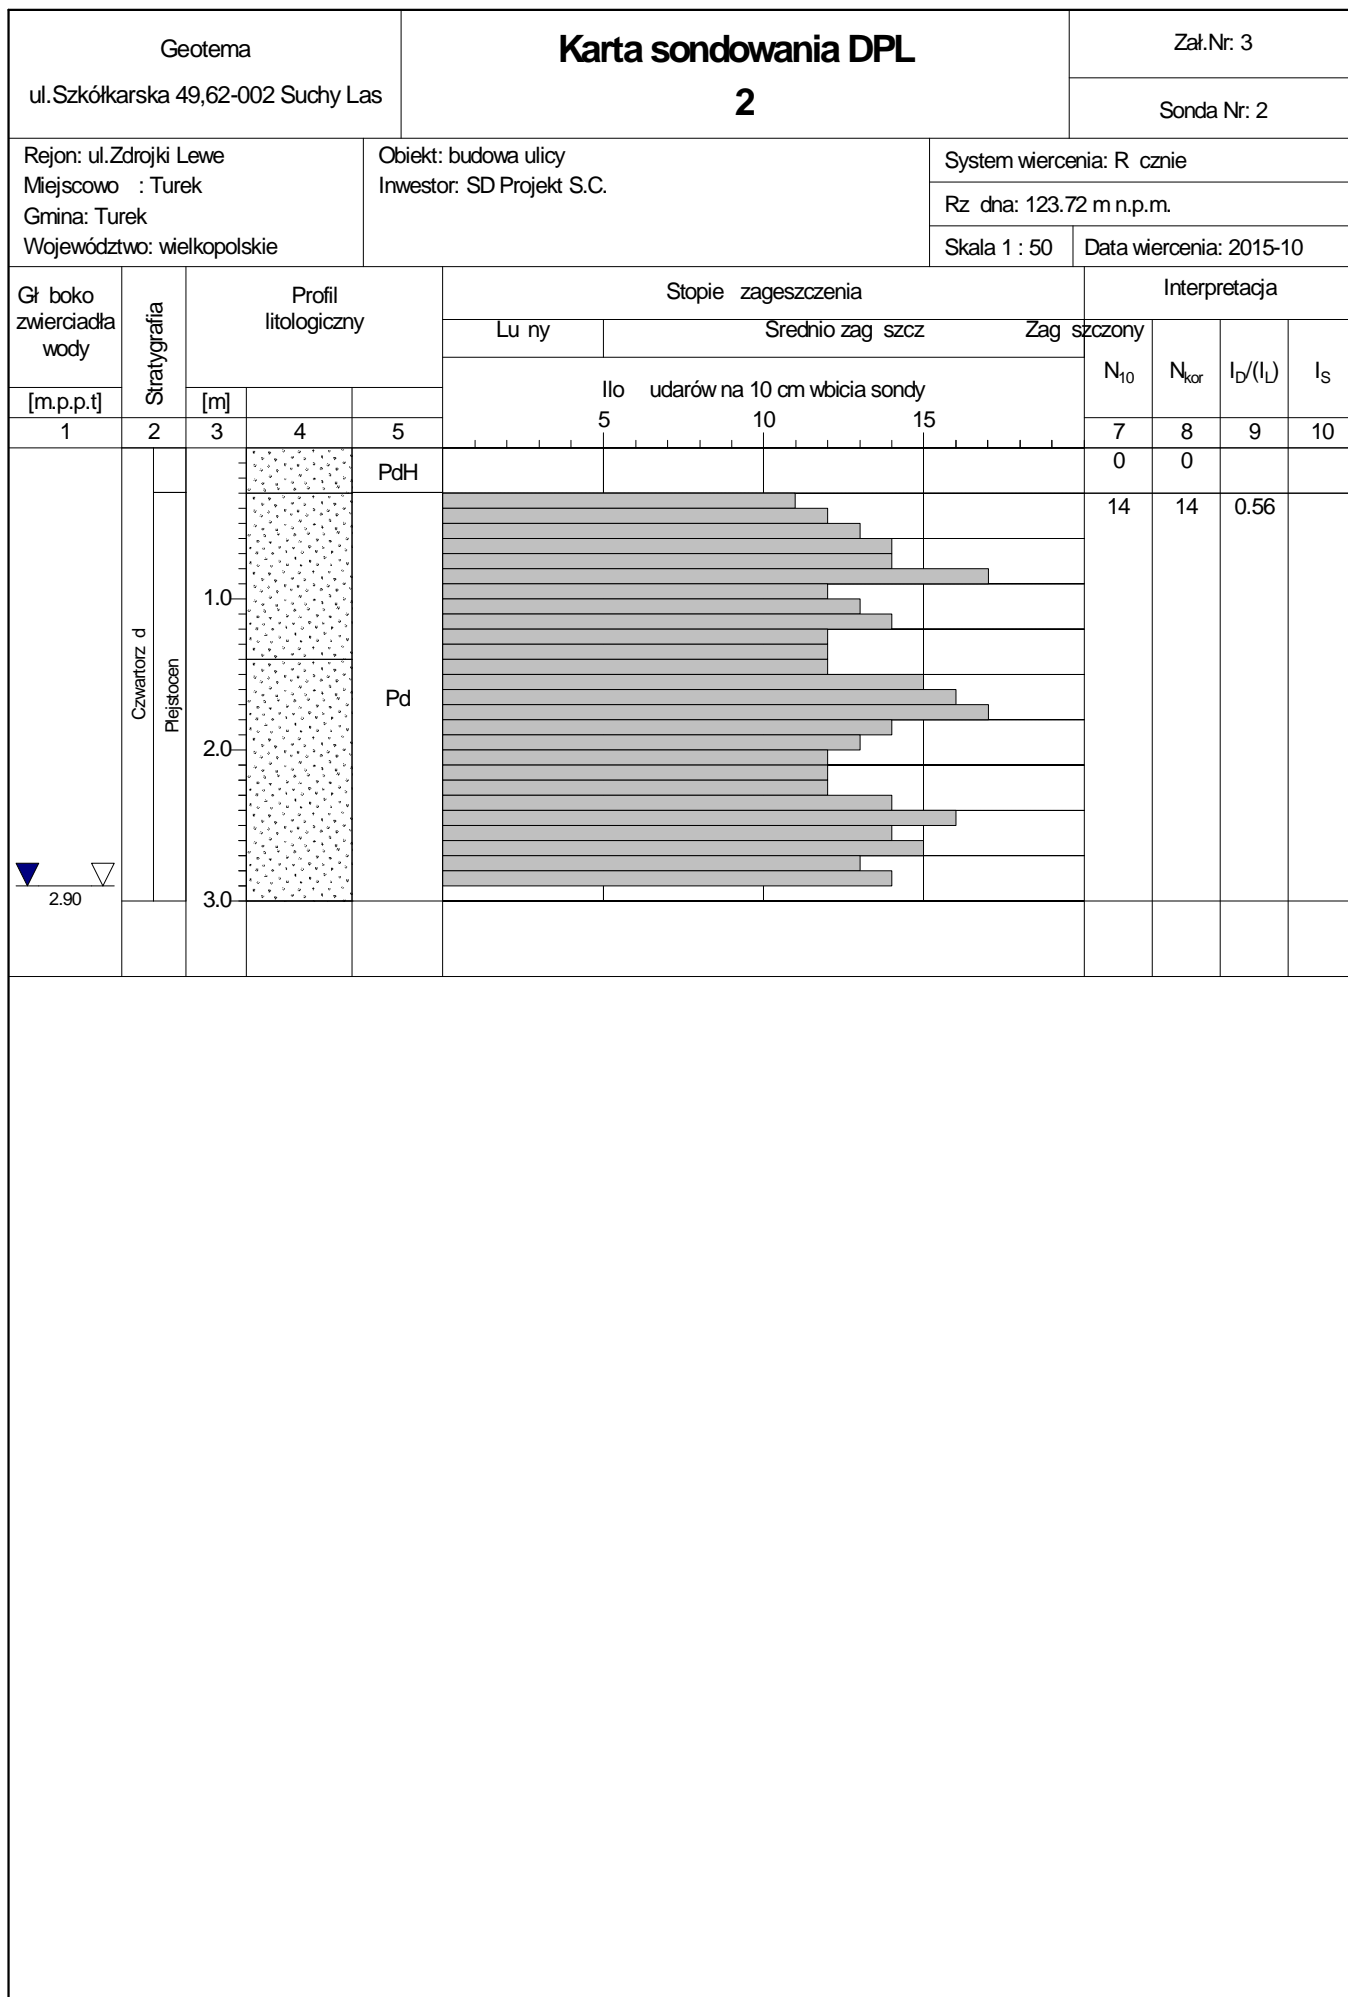 Geotema
ul.Szkółkarska 49,62-002 Suchy Las
Karta sondowania DPL
2
Zał.Nr: 3
Sonda Nr: 2
Rejon: ul.Zdrojki Lewe
Miejscowo : Turek
Gmina: Turek
Województwo: wielkopolskie
Obiekt: budowa ulicy
Inwestor: SD Projekt S.C.
System wiercenia: R cznie
Rz dna: 123.72 m n.p.m.
Skala 1 : 50
Data wiercenia: 2015-10
Gł boko
zwierciadła
wody
[m.p.p.t]
Stratygrafia
Profil
litologiczny
[m]
Stopie zageszczenia
Lu ny
Srednio zag szcz
Zag szczony
Ilo udarów na 10 cm wbicia sondy
5 10 15
Interpretacja
N10
Nkor
ID/(IL)
IS
1 2 3 4 5 7 8 9 10
PdH
0 0
14 14 0.56
1.0
Czwartorz d
Plejstocen
Pd
2.0
2.90
3.0